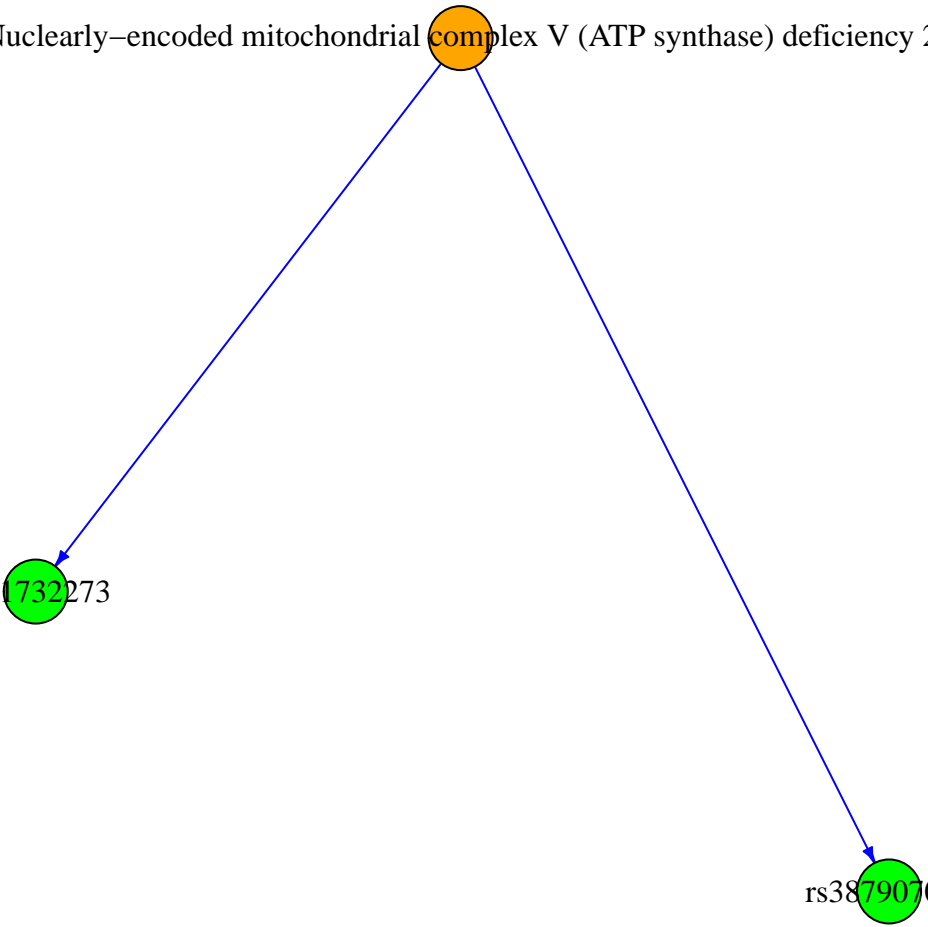 Nuclearly−encoded mitochondrial complex V (ATP synthase) deficiency 2
1732273
rs3879070